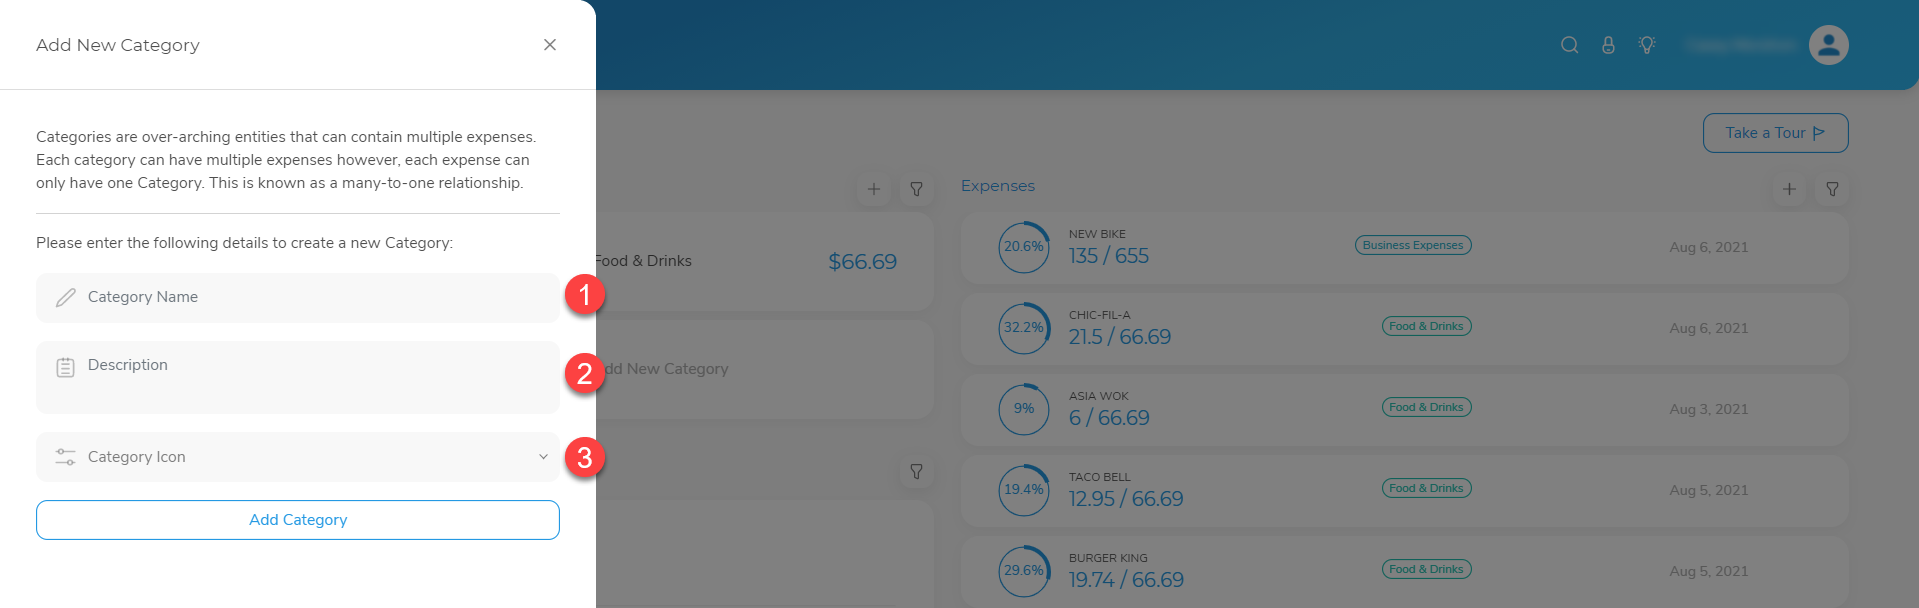 Add New Category
Categories are over-arching entities that can contain multiple expenses.
Each category can have multiple expenses however, each expense can
only have one Category. This is known as a many-to-one relationship.
Please enter the following details to create a new Category:
Category Name
1
Description
2
Category Icon
3
Add Category
Take a Tour
Food & Drinks
$66.69
dd New Category
Expenses
20.6%
NEW BIKE
135 / 655
Business Expenses
Aug 6, 2021
32.2%
CHIC-FIL-A
21.5 / 66.69
Food & Drinks
Aug 6, 2021
9%
ASIA WOK
6 / 66.69
Food & Drinks
Aug 3, 2021
19.4%
TACO BELL
12.95 / 66.69
Food & Drinks
Aug 5, 2021
29.6%
BURGER KING
19.74 / 66.69
Food & Drinks
Aug 5, 2021